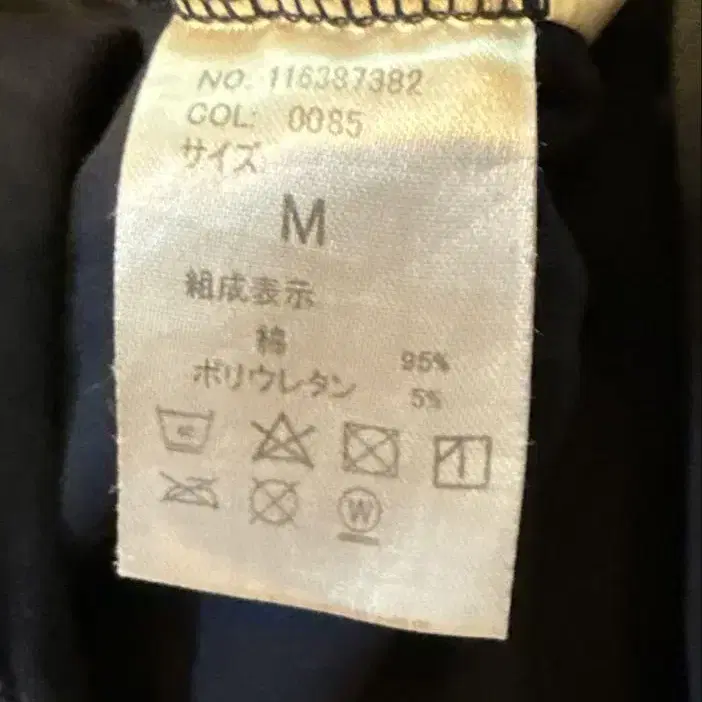 NO. 116387382
COL: 0085
サイズ
M
組成表示
綿 95%
ポリウレタン 5%
W